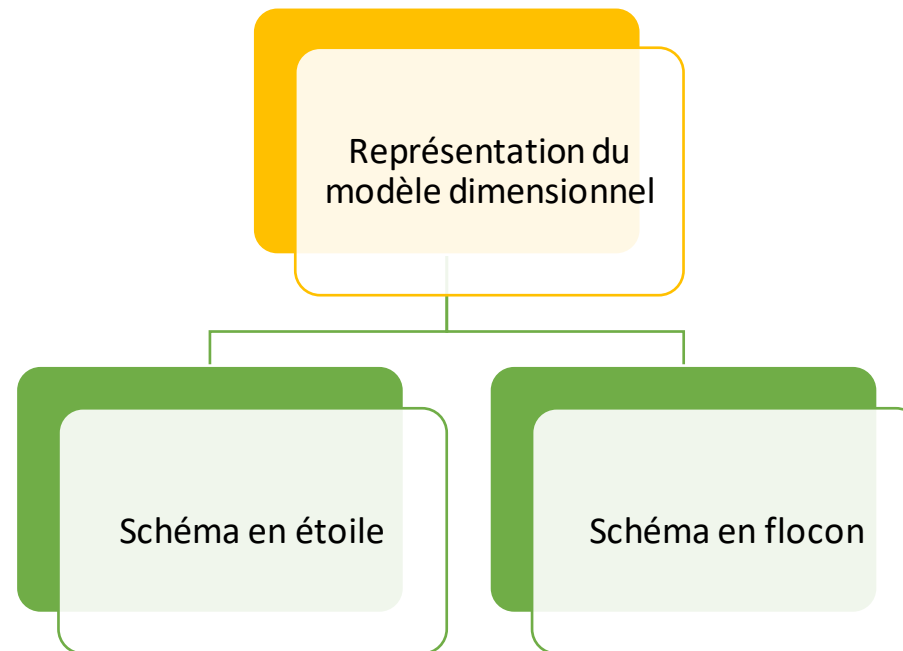 Représentation du
modèle dimensionnel
Schéma en étoile
Schéma en flocon